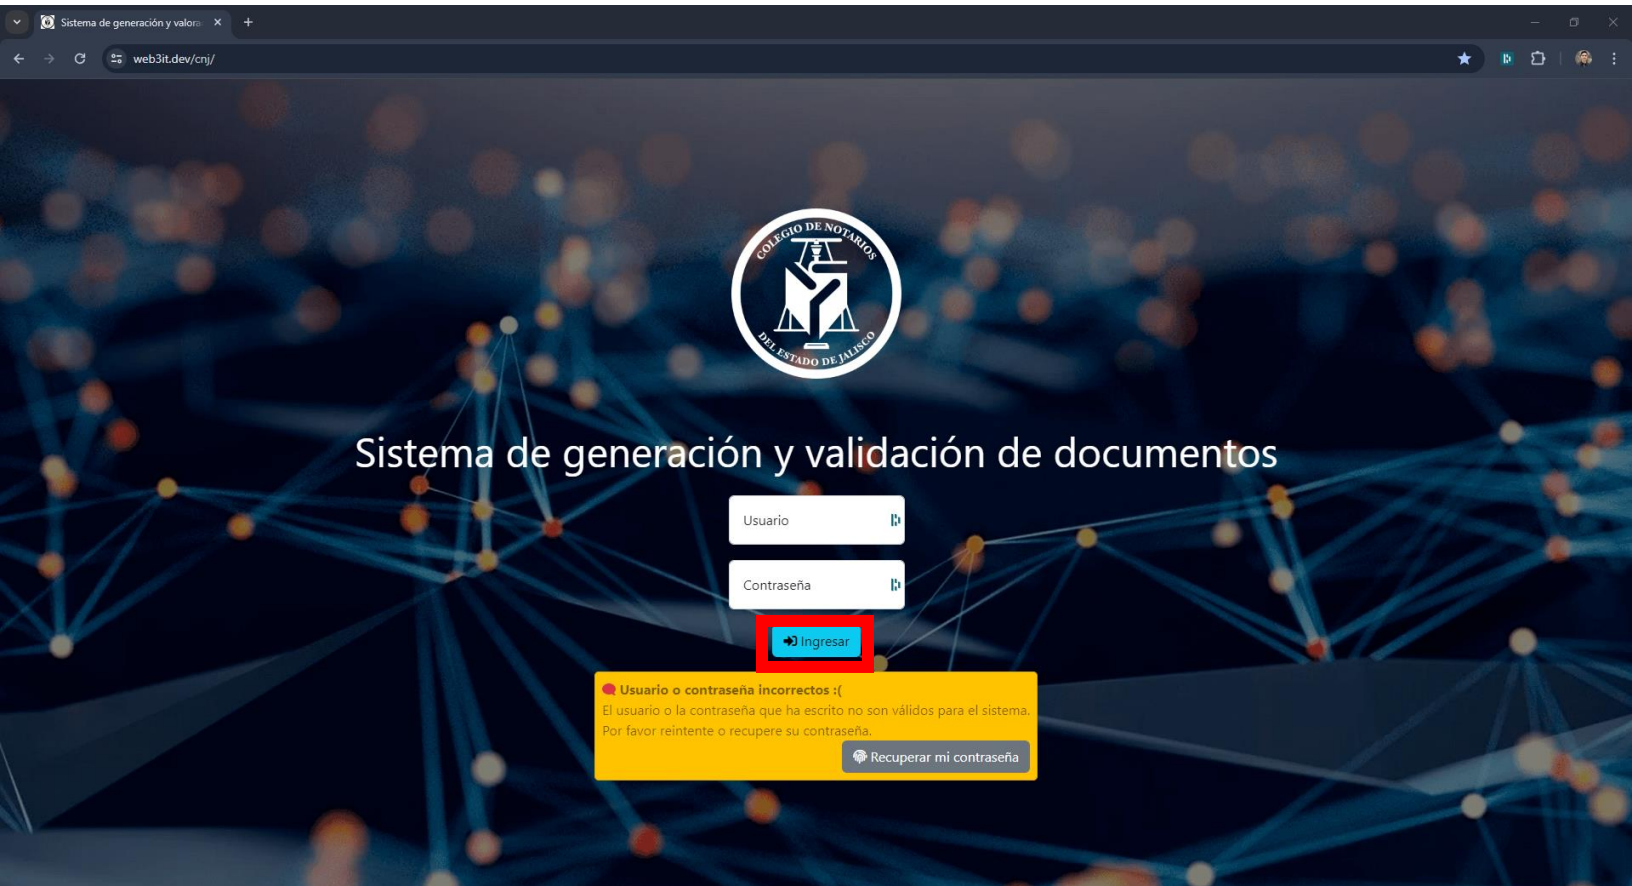 Sistema de generación y valora
web3it.dev/cnj/
COLEGIO DE NOTARIOS
DEL ESTADO DE JALISCO
Sistema de generación y validación de documentos
Usuario
Contraseña
Ingresar
Usuario o contraseña incorrectos :(
El usuario o la contraseña que ha escrito no son válidos para el sistema.
Por favor reintente o recupere su contraseña.
Recuperar mi contraseña